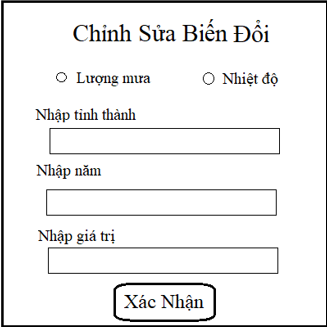 Chỉnh Sửa Biến Đổi
Lượng mưa Nhiệt độ
Nhập tỉnh thành
Nhập năm
Nhập giá trị
Xác Nhận